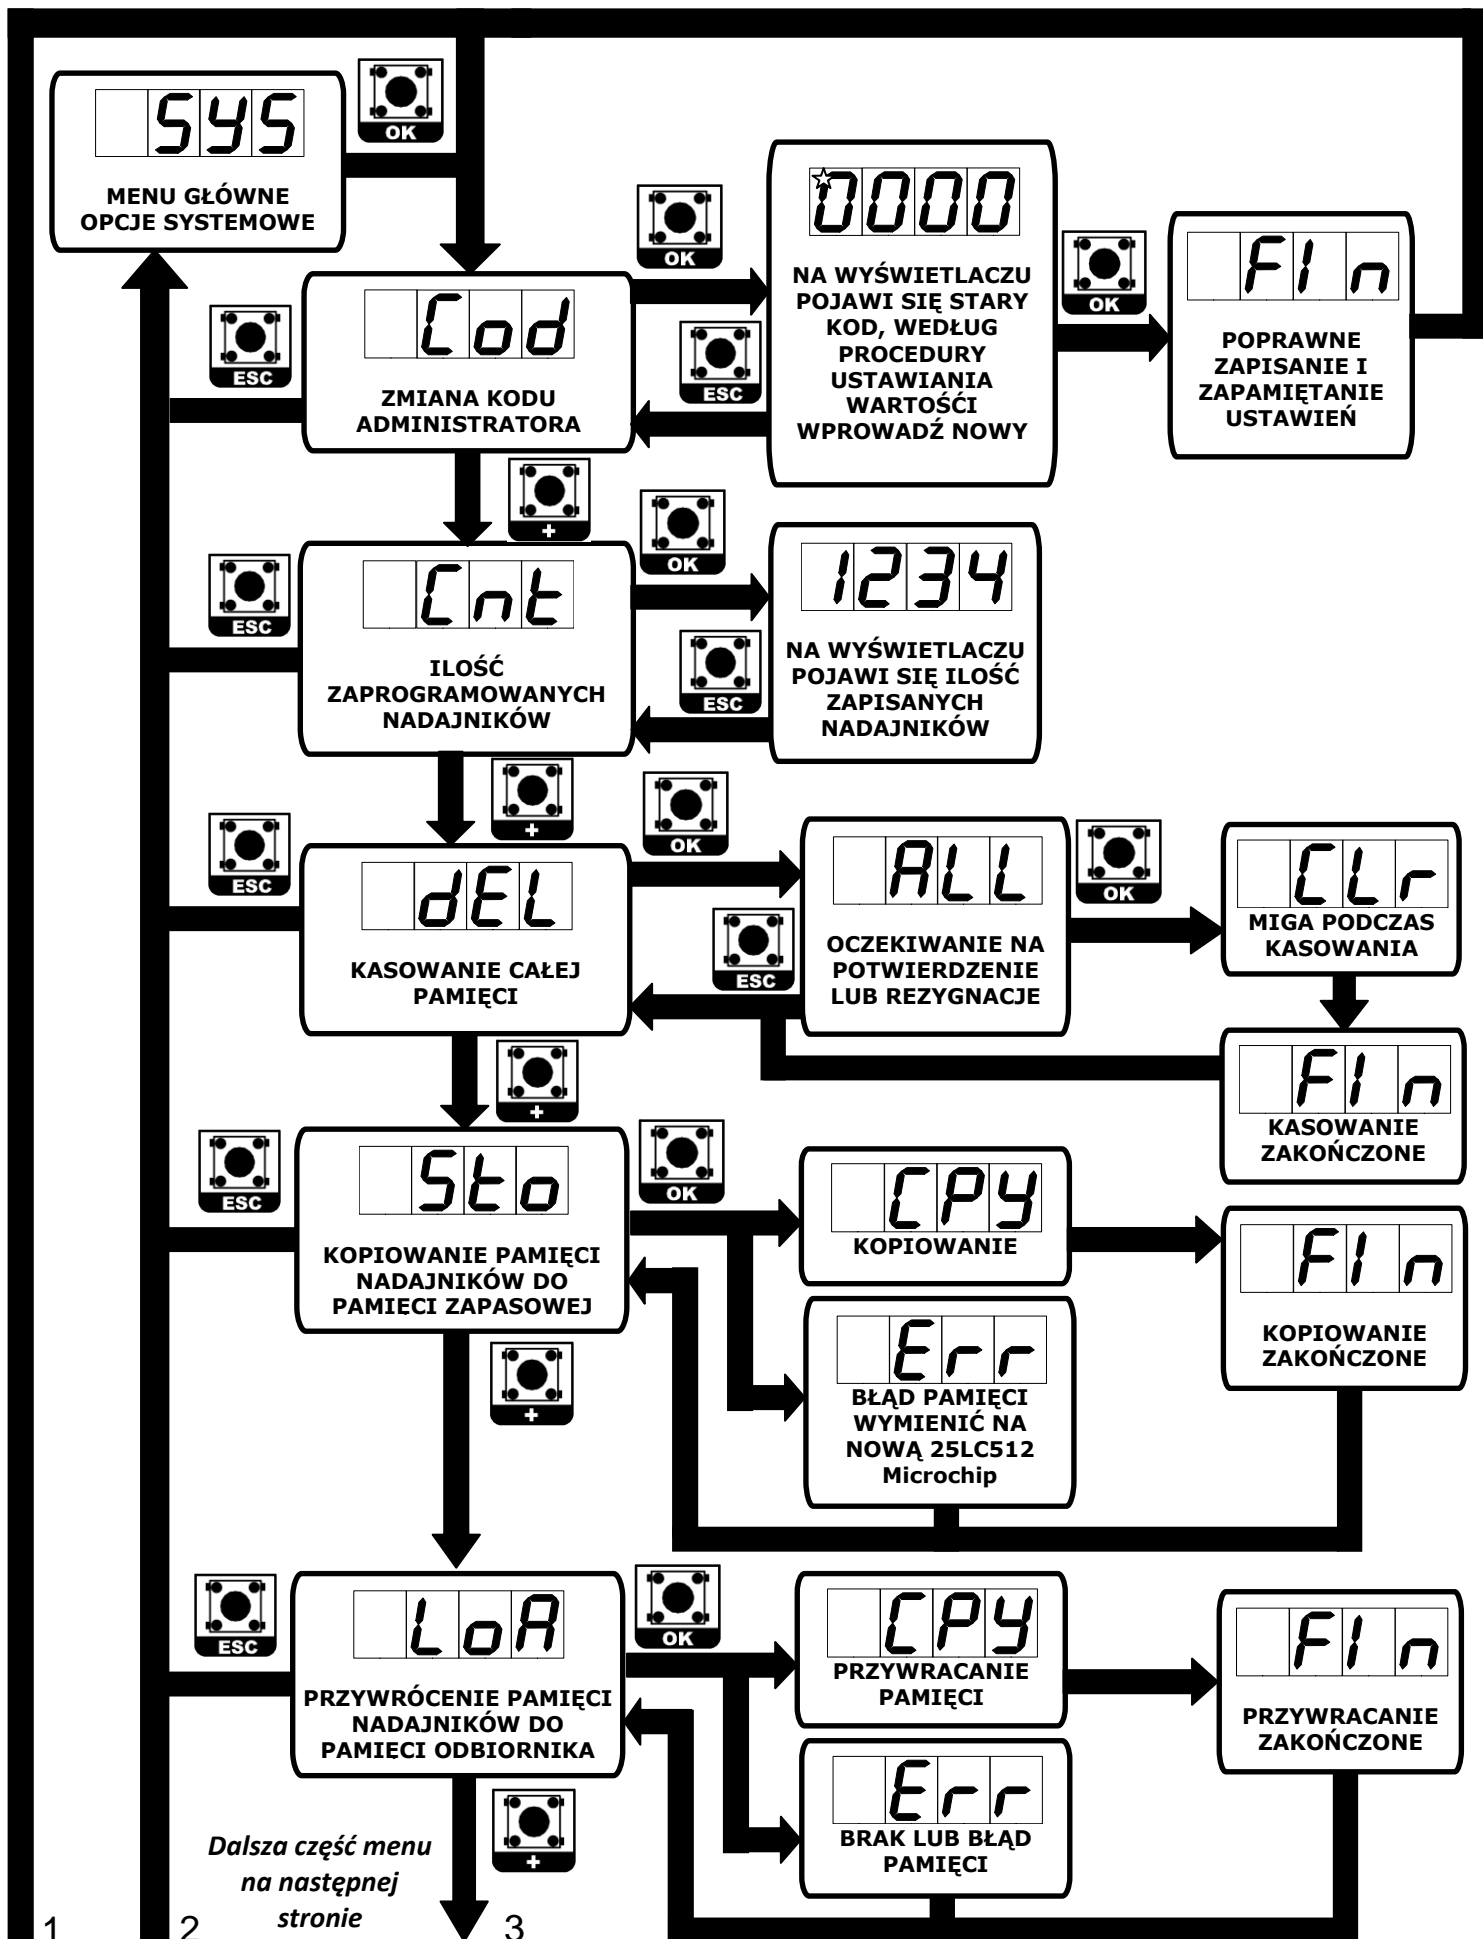 SYS
OK
MENU GŁÓWNE
OPCJE SYSTEMOWE
Cod
ESC
ZMIANA KODU
ADMINISTRATORA
OK
ESC
0000
NA WYŚWIETLACZU
POJAWI SIĘ STARY
KOD, WEDŁUG
PROCEDURY
USTAWIANIA
WARTOŚĆI
WPROWADŹ NOWY
OK
FIn
POPRAWNE
ZAPISANIE I
ZAPAMIĘTANIE
USTAWIEŃ
+
Cnt
ESC
ILOŚĆ
ZAPROGRAMOWANYCH
NADAJNIKÓW
OK
ESC
1234
NA WYŚWIETLACZU
POJAWI SIĘ ILOŚĆ
ZAPISANYCH
NADAJNIKÓW
+
dEL
ESC
KASOWANIE CAŁEJ
PAMIĘCI
OK
ESC
ALL
OCZEKIWANIE NA
POTWIERDZENIE
LUB REZYGNACJE
OK
CLr
MIGA PODCZAS
KASOWANIA
FIn
KASOWANIE
ZAKOŃCZONE
+
Sto
ESC
KOPIOWANIE PAMIĘCI
NADAJNIKÓW DO
PAMIĘCI ZAPASOWEJ
OK
CPY
KOPIOWANIE
FIn
KOPIOWANIE
ZAKOŃCZONE
Err
BŁĄD PAMIĘCI
WYMIENIĆ NA
NOWĄ 25LC512
Microchip
+
LoA
ESC
PRZYWRÓCENIE PAMIĘCI
NADAJNIKÓW DO
PAMIĘCI ODBIORNIKA
OK
CPY
PRZYWRACANIE
PAMIĘCI
FIn
PRZYWRACANIE
ZAKOŃCZONE
Err
BRAK LUB BŁĄD
PAMIĘCI
+
Dalsza część menu
na następnej
stronie
1
2
3